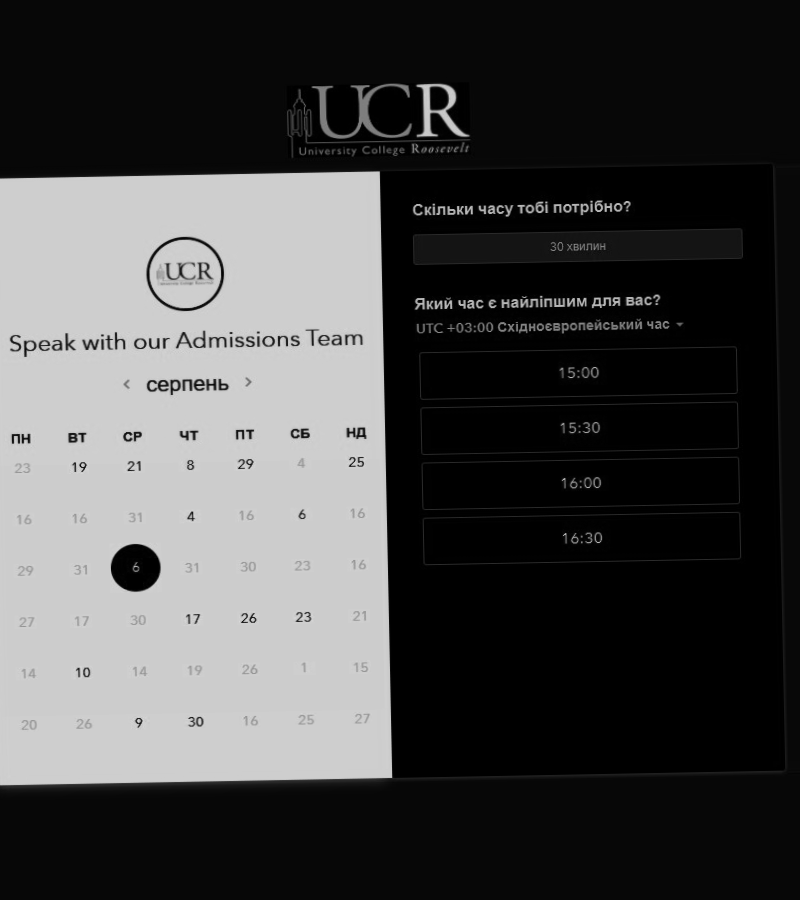 UCR
University College Roosevelt
UCR
University College Roosevelt
Speak with our Admissions Team
‹ серпень ›
ПН ВТ СР ЧТ ПТ СБ НД
23 19 21 8 29 4 25
16 16 31 4 16 6 16
29 31 6 31 30 23 16
27 17 30 17 26 23 21
14 10 14 19 26 1 15
20 26 9 30 16 25 27
Скільки часу тобі потрібно?
30 хвилин
Який час є найліпшим для вас?
UTC +03:00 Східноєвропейський час
15:00
15:30
16:00
16:30